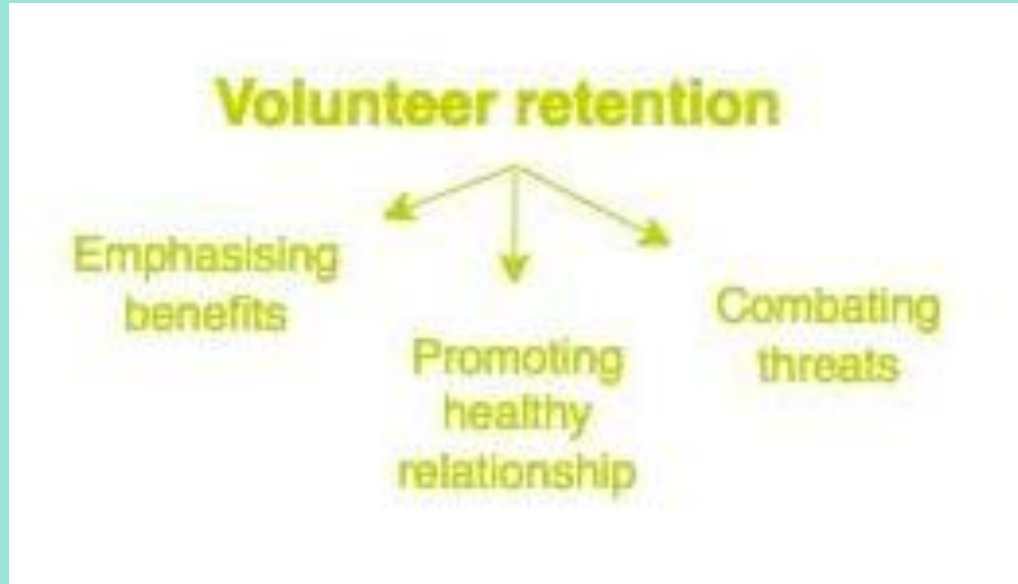 Volunteer retention
Emphasising
benefits
Promoting
healthy
relationship
Combating
threats